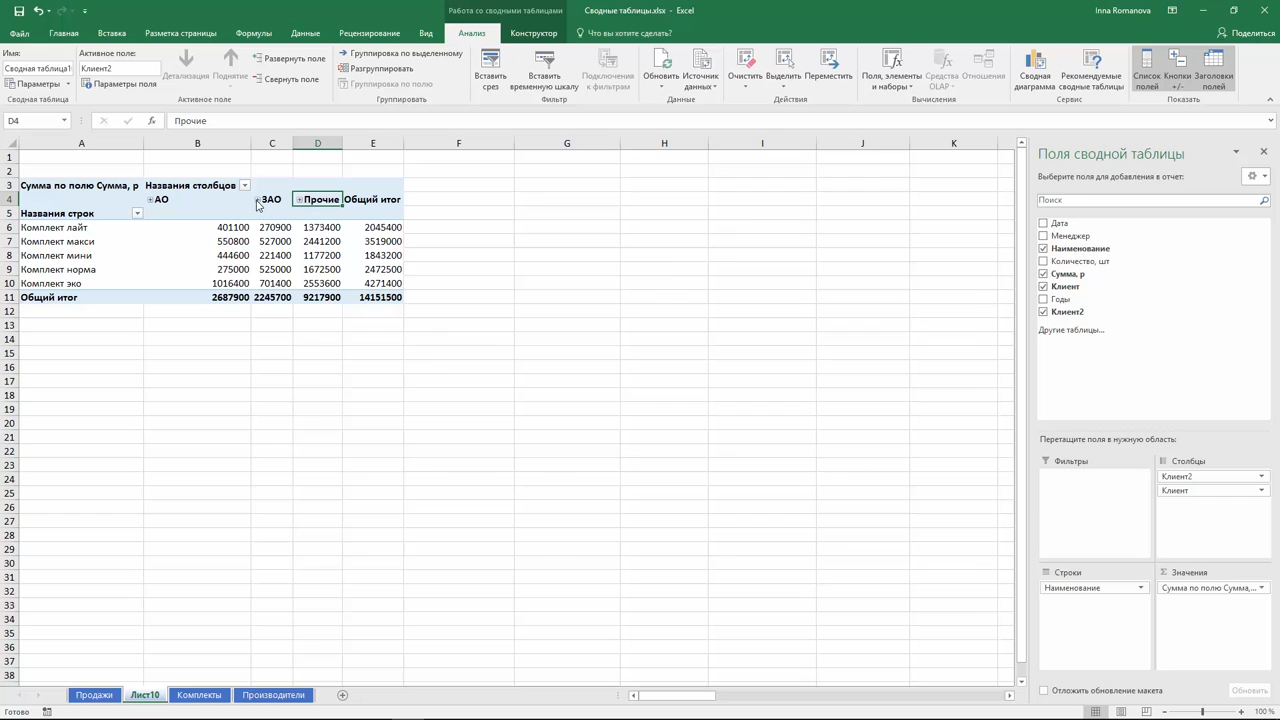 Работа со сводными таблицами
Сводные таблицы.xlsx - Excel
Inna Romanova
Файл Главная Вставка Разметка страницы Формулы Данные Рецензирование Вид Анализ Конструктор Что вы хотите сделать? Поделиться
Имя:
Сводная таблица1
Параметры
Сводная таблица
Активное поле:
Клиент2
Параметры поля
Детализация
Поднятие
Развернуть поле
Свернуть поле
Активное поле
Группировка по выделенному
Разгруппировать
Группировка по полю
Группировать
Вставить срез
Вставить временную шкалу
Подключения к фильтрам
Фильтр
Обновить
Источник данных
Данные
Очистить
Выделить
Переместить
Действия
Поля, элементы и наборы
Средства OLAP
Отношения
Вычисления
Сводная диаграмма
Рекомендуемые сводные таблицы
Сервис
Список полей
Кнопки +/-
Заголовки полей
Показать
D4 fx Прочие
A B C D E F G H I J K
1
2
3 Сумма по полю Сумма, р Названия столбцов
4 АО ЗАО Прочие Общий итог
5 Названия строк
6 Комплект лайт 401100 270900 1373400 2045400
7 Комплект макси 550800 527000 2441200 3519000
8 Комплект мини 444600 221400 1177200 1843200
9 Комплект норма 275000 525000 1672500 2472500
10 Комплект эко 1016400 701400 2553600 4271400
11 Общий итог 2687900 2245700 9217900 14151500
12
13
14
15
16
17
18
19
20
21
22
23
24
25
26
27
28
29
30
31
32
33
34
35
36
37
38
Поля сводной таблицы
Выберите поля для добавления в отчет:
Поиск
Дата
Менеджер
Наименование
Количество, шт
Сумма, р
Клиент
Годы
Клиент2
Другие таблицы...
Перетащите поля в нужную область:
Фильтры
Столбцы
Клиент2
Клиент
Строки
Наименование
Σ Значения
Сумма по полю Сумма,...
Отложить обновление макета Обновить
Продажи Лист10 Комплекты Производители
Готово
100 %